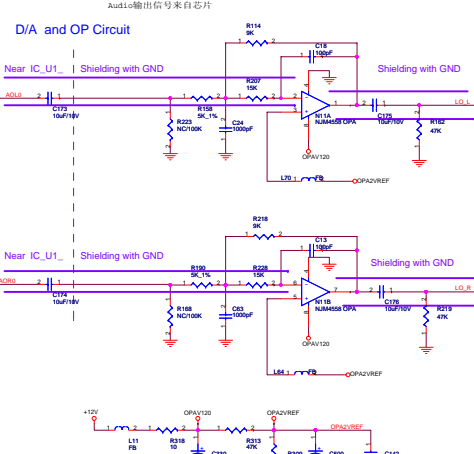 Audio输出信号来自芯片
D/A and OP Circuit
R114
9K
C18
100pF
Near IC_U1_ Shielding with GND
Shielding with GND
AOL0
C173
10uF/16V
R158
5K_1%
R207
15K
R223
NC/100K
C24
1000pF
N11A
NJM4558 OPA
C175
10uF/10V
R162
47K
LO_L
OPAV120
L70
FB
OPA2VREF
R218
9K
C13
100pF
Near IC_U1_ Shielding with GND
Shielding with GND
AOR0
C174
10uF/16V
R190
5K_1%
R228
15K
R168
NC/100K
C83
1000pF
N11B
NJM4558 OPA
C176
10uF/10V
R219
47K
LO_R
OPAV120
L64
FB
OPA2VREF
+12V
OPAV120
OPA2VREF
OPA2VREF
L11
FB
R318
10
R313
47K